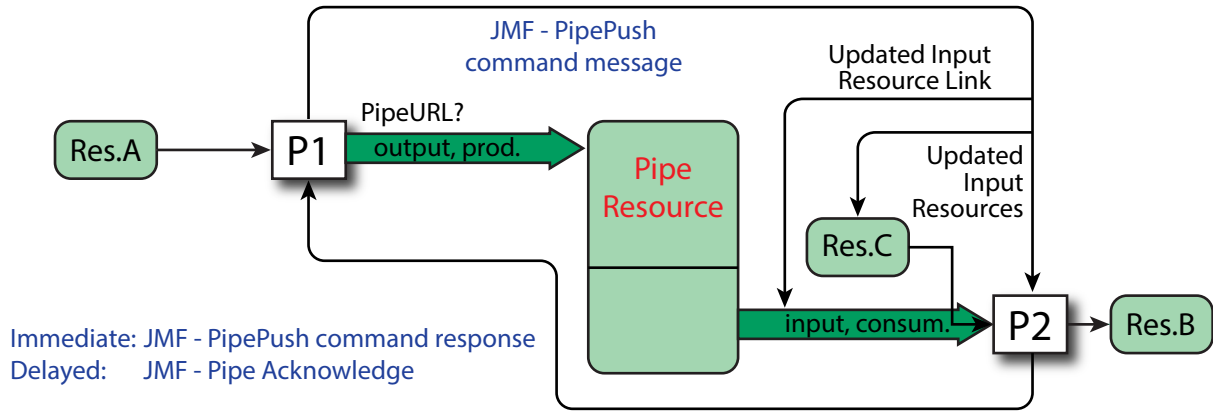 JMF - PipePush
command message
Updated Input
Resource Link
PipeURL?
Res.A
P1
output, prod.
Pipe
Resource
Updated
Input
Resources
Res.C
input, consum.
P2
Res.B
Immediate: JMF - PipePush command response
Delayed: JMF - Pipe Acknowledge